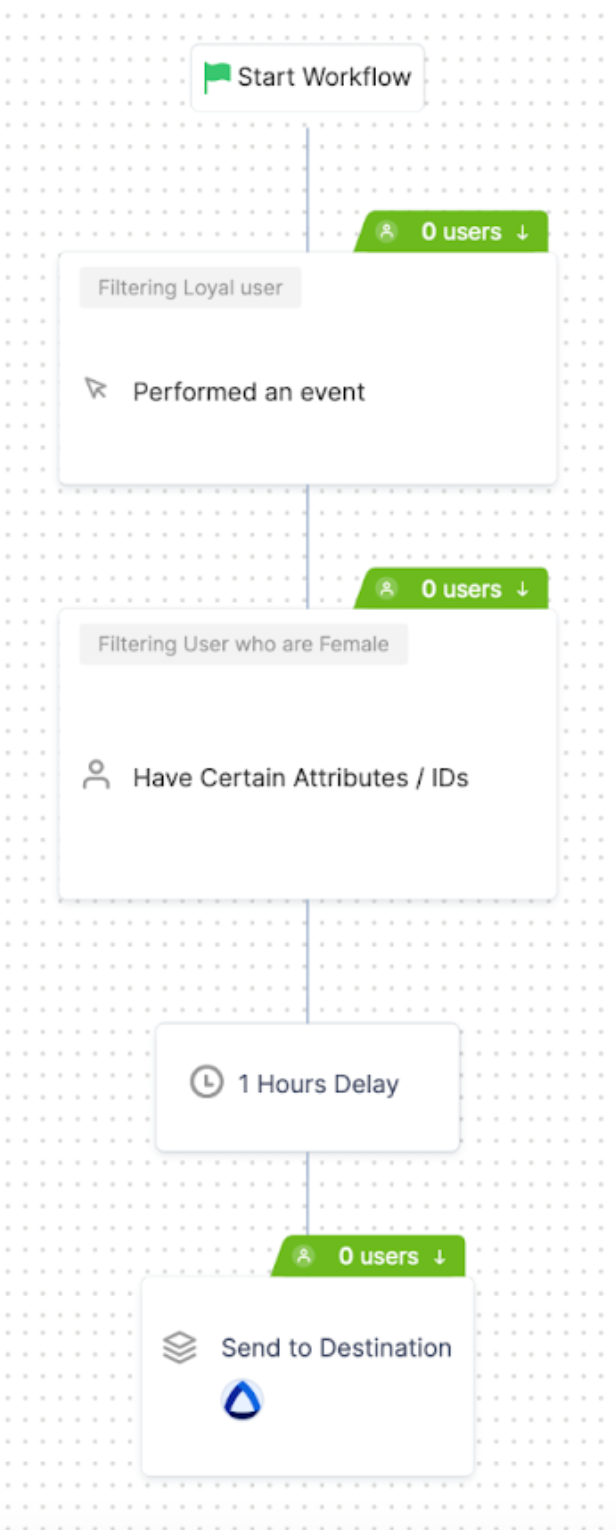 Start Workflow
0 users ↓
Filtering Loyal user
Performed an event
0 users ↓
Filtering User who are Female
Have Certain Attributes / IDs
1 Hours Delay
0 users ↓
Send to Destination